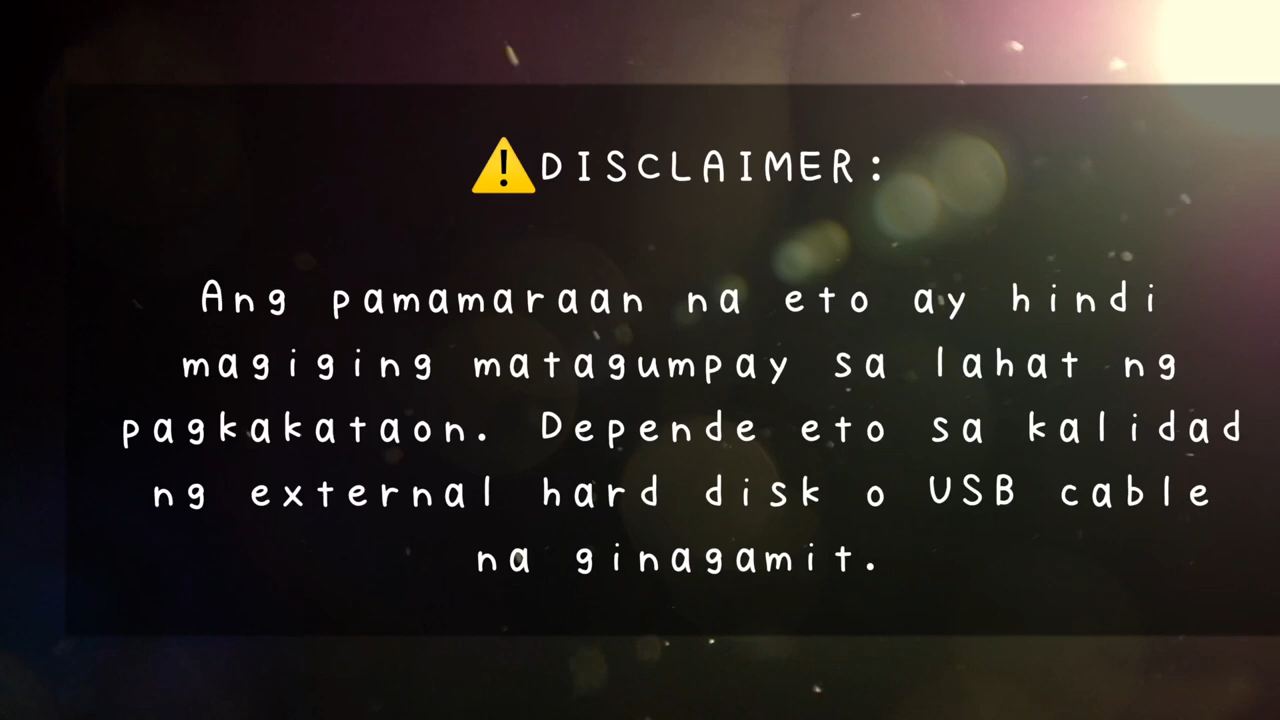 ⚠️DISCLAIMER:
Ang pamamaraan na eto ay hindi
magiging matagumpay sa lahat ng
pagkakataon. Depende eto sa kalidad
ng external hard disk o USB cable
na ginagamit.